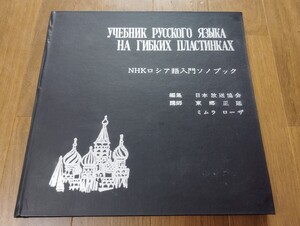 УЧЕБНИК РУССКОГО ЯЗЫКА
НА ГИБКИХ ПЛАСТИНКАХ
NHKロシア語入門ソノブック
編集 日本放送協会
講師 東郷正延
ミムラ ローザ